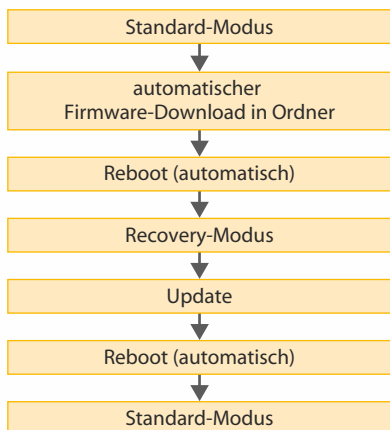 Standard-Modus
automatischer
Firmware-Download in Ordner
Reboot (automatisch)
Recovery-Modus
Update
Reboot (automatisch)
Standard-Modus